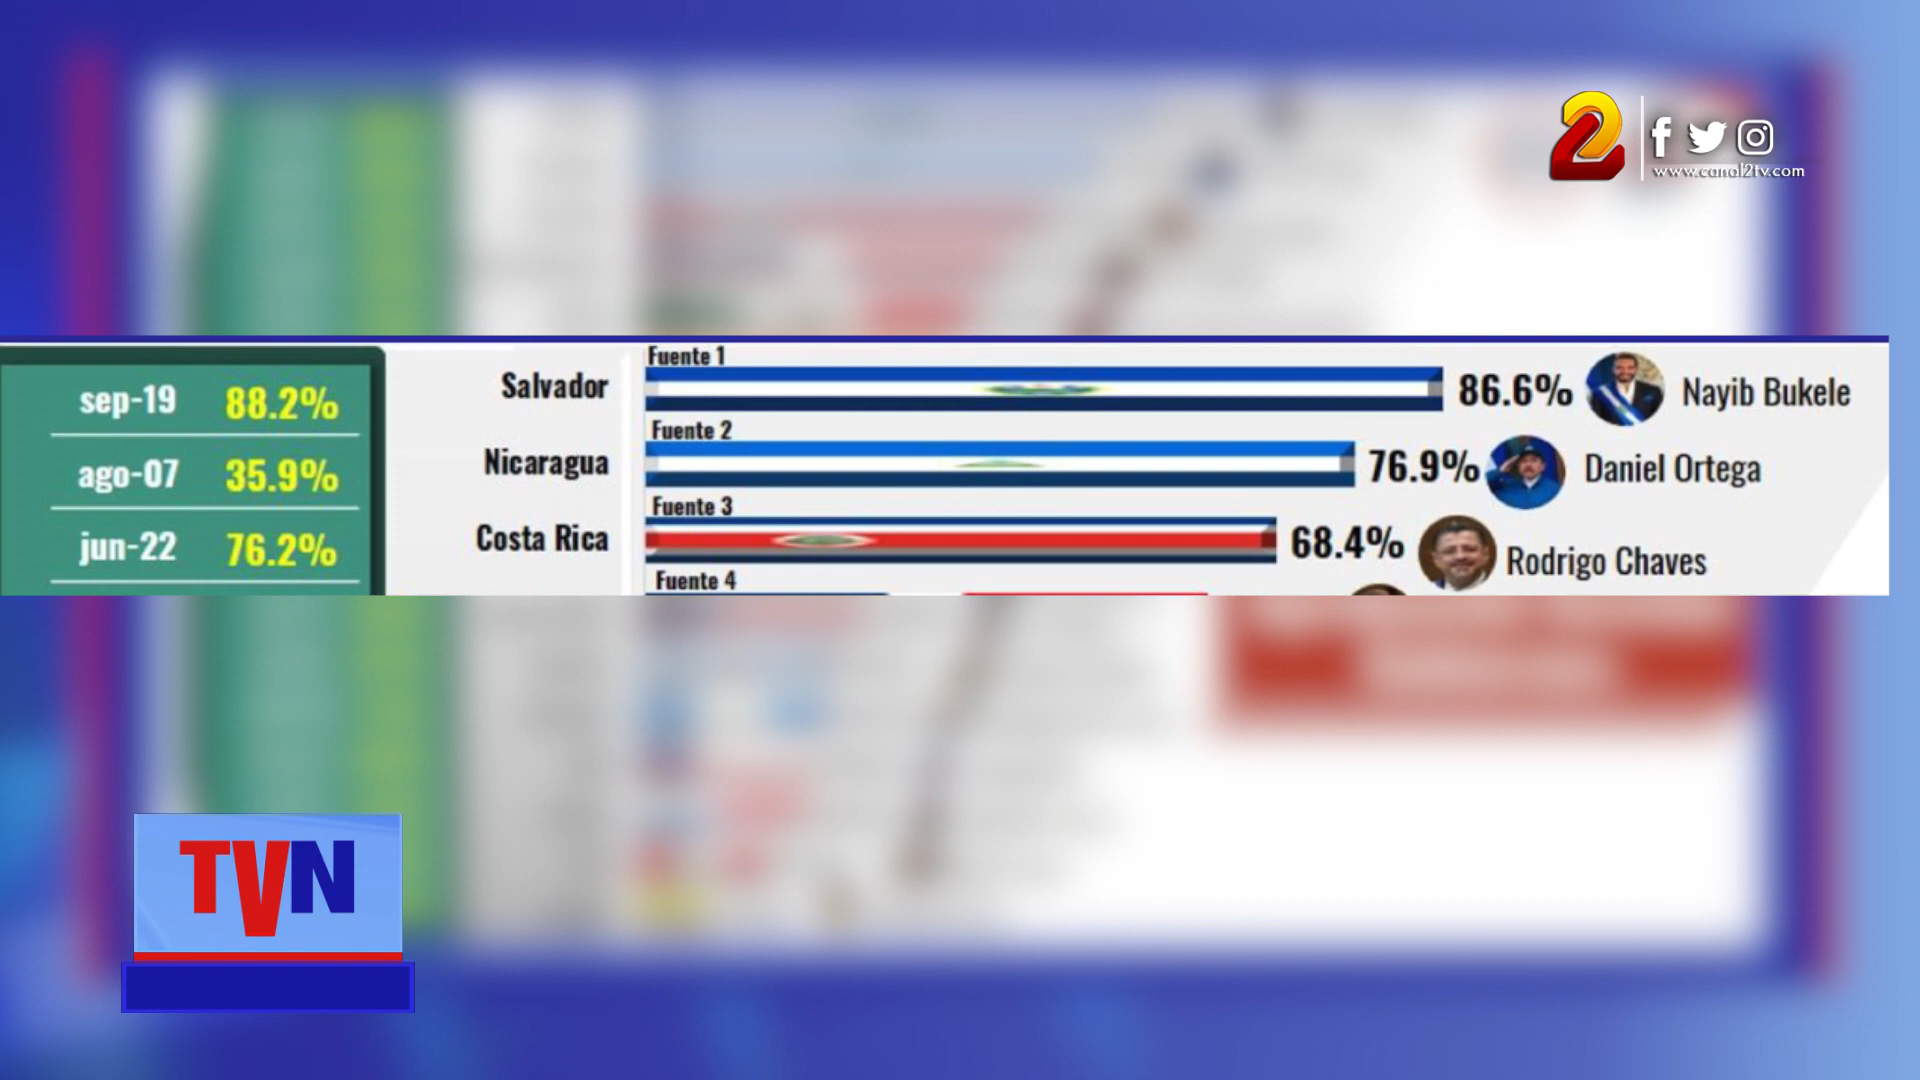 2
www.canal2tv.com
Fuente 1
sep-19 88.2% Salvador 86.6% Nayib Bukele
Fuente 2
ago-07 35.9% Nicaragua 76.9% Daniel Ortega
Fuente 3
jun-22 76.2% Costa Rica 68.4% Rodrigo Chaves
Fuente 4
TVN